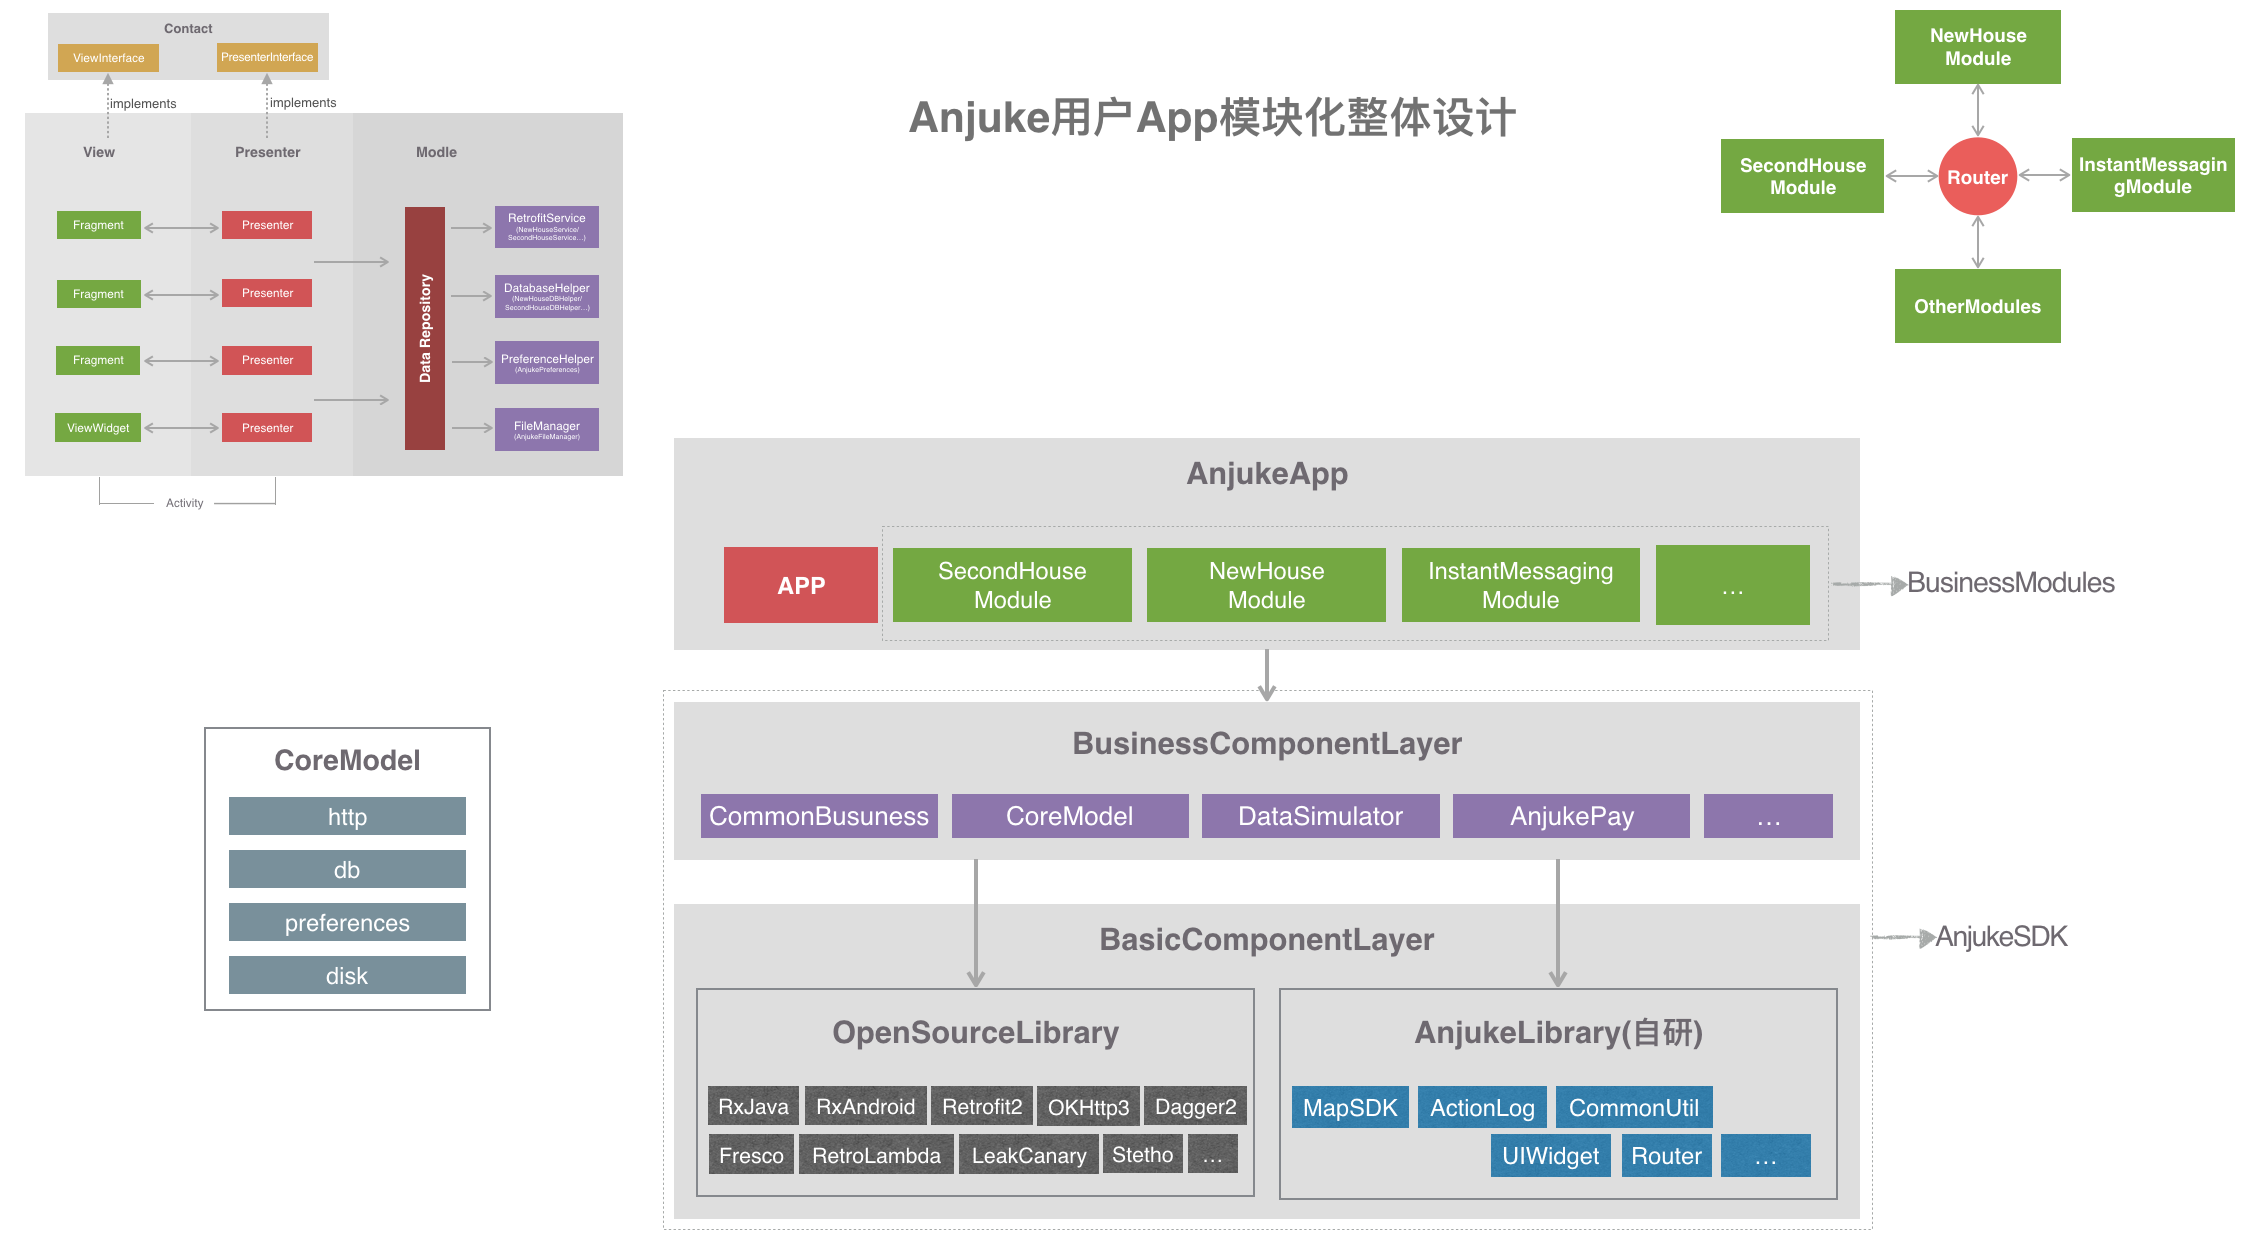 Contact
ViewInterface
PresenterInterface
implements
implements
View
Presenter
Modle
Fragment
Presenter
Fragment
Presenter
Fragment
Presenter
ViewWidget
Presenter
Data Repository
RetrofitService
(NewHouseService/
SecondHouseService...)
DatabaseHelper
(NewHouseDBHelper/
SecondHouseDBHelper...)
PreferenceHelper
(AnjukePreferences)
FileManager
(AnjukeFileManager)
Activity
Anjuke用户App模块化整体设计
NewHouse
Module
SecondHouse
Module
Router
InstantMessagin
gModule
OtherModules
AnjukeApp
APP
SecondHouse
Module
NewHouse
Module
InstantMessaging
Module
...
BusinessModules
CoreModel
http
db
preferences
disk
BusinessComponentLayer
CommonBusuness
CoreModel
DataSimulator
AnjukePay
...
BasicComponentLayer
AnjukeSDK
OpenSourceLibrary
RxJava
RxAndroid
Retrofit2
OKHttp3
Dagger2
Fresco
RetroLambda
LeakCanary
Stetho
...
AnjukeLibrary(自研)
MapSDK
ActionLog
CommonUtil
UIWidget
Router
...